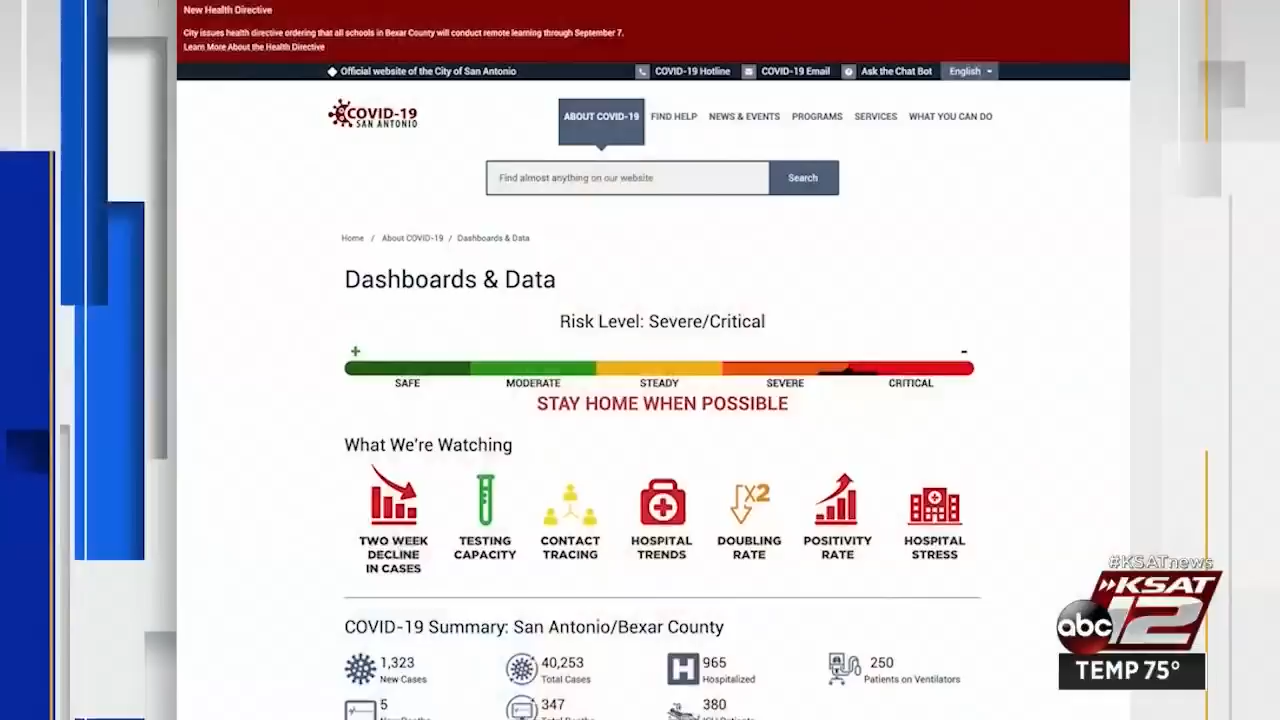 New Health Directive
City issues health directive ordering that all schools in Bexar County will conduct remote learning through September 7.
Learn More About the Health Directive
Official website of the City of San Antonio
COVID-19 Hotline
COVID-19 Email
Ask the Chat Bot
English
COVID-19
SAN ANTONIO
ABOUT COVID-19
FIND HELP
NEWS & EVENTS
PROGRAMS
SERVICES
WHAT YOU CAN DO
Find almost anything on our website
Search
Home / About COVID-19 / Dashboards & Data
Dashboards & Data
Risk Level: Severe/Critical
+ -
SAFE
MODERATE
STEADY
SEVERE
CRITICAL
STAY HOME WHEN POSSIBLE
What We're Watching
X2
TWO WEEK
DECLINE
IN CASES
TESTING
CAPACITY
CONTACT
TRACING
HOSPITAL
TRENDS
DOUBLING
RATE
POSITIVITY
RATE
HOSPITAL
STRESS
COVID-19 Summary: San Antonio/Bexar County
1,323
New Cases
40,253
Total Cases
H
965
Hospitalized
250
Patients on Ventilators
5
347
380
#KSATnews
KSAT
12
abc
TEMP 75°